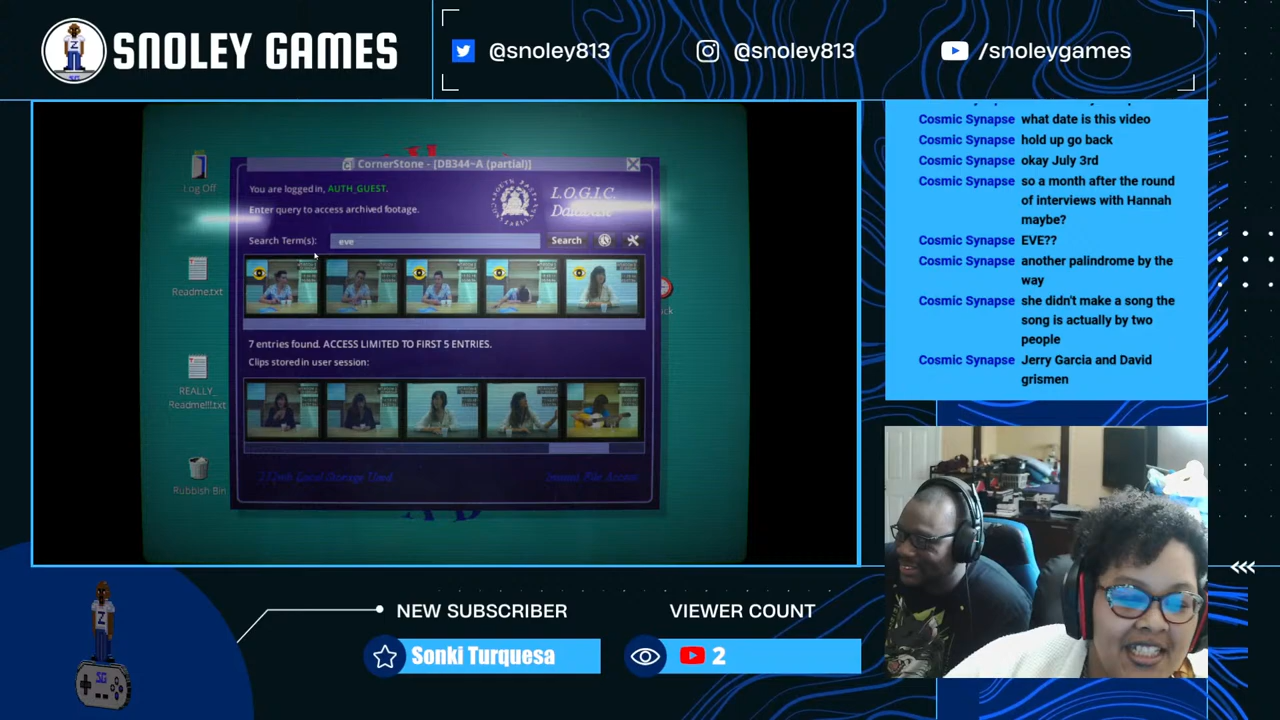 SNOLEY GAMES
@snoley813
@snoley813
/snoleygames
Log Off
Readme.txt
REALLY_
Readme!!!.txt
Rubbish Bin
CornerStone - [DB344~A (partial)]
You are logged in, AUTH_GUEST.
Enter query to access archived footage.
L.O.G.I.C.
Database
Search Term(s):
eve
Search
7 entries found. ACCESS LIMITED TO FIRST 5 ENTRIES.
Clips stored in user session:
Cosmic Synapse what date is this video
Cosmic Synapse hold up go back
Cosmic Synapse okay July 3rd
Cosmic Synapse so a month after the round
of interviews with Hannah
maybe?
Cosmic Synapse EVE??
Cosmic Synapse another palindrome by the
way
Cosmic Synapse she didn't make a song the
song is actually by two
people
Cosmic Synapse Jerry Garcia and David
grismen
NEW SUBSCRIBER
Sonki Turquesa
VIEWER COUNT
2